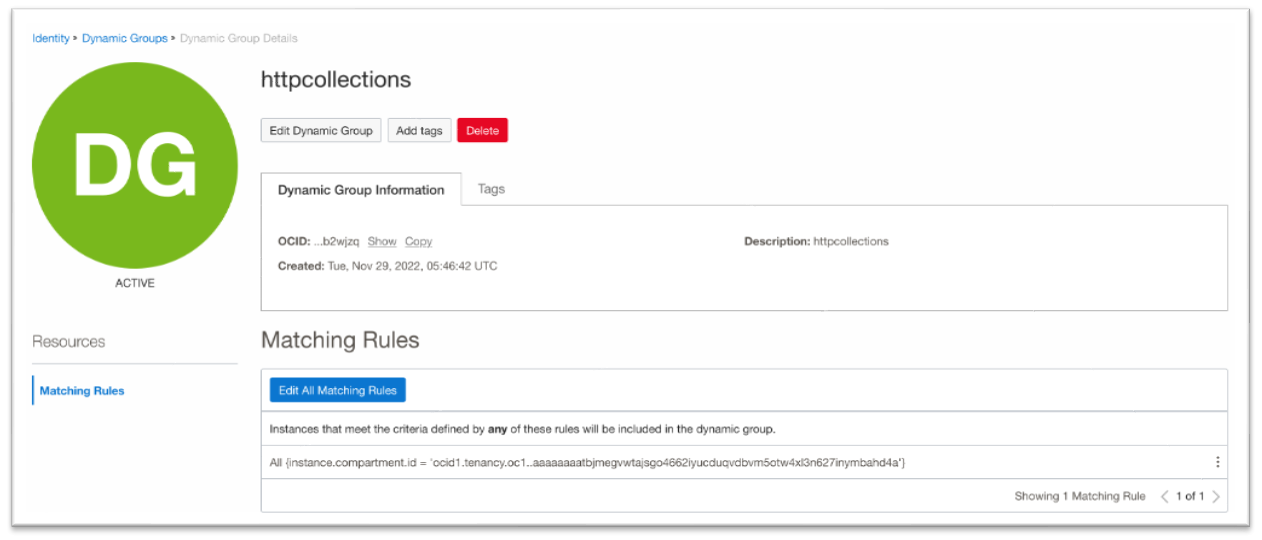 Identity » Dynamic Groups » Dynamic Group Details
DG
ACTIVE
httpcollections
Edit Dynamic Group Add tags Delete
Dynamic Group Information Tags
OCID: ...b2wjzq Show Copy
Description: httpcollections
Created: Tue, Nov 29, 2022, 05:46:42 UTC
Resources
Matching Rules
Matching Rules
Edit All Matching Rules
Instances that meet the criteria defined by any of these rules will be included in the dynamic group.
All {instance.compartment.id = 'ocid1.tenancy.oc1..aaaaaaaatbjmegvwtajsgo4662iyucduqvdbvm5otw4xl3n627inymbahd4a'}
Showing 1 Matching Rule < 1 of 1 >